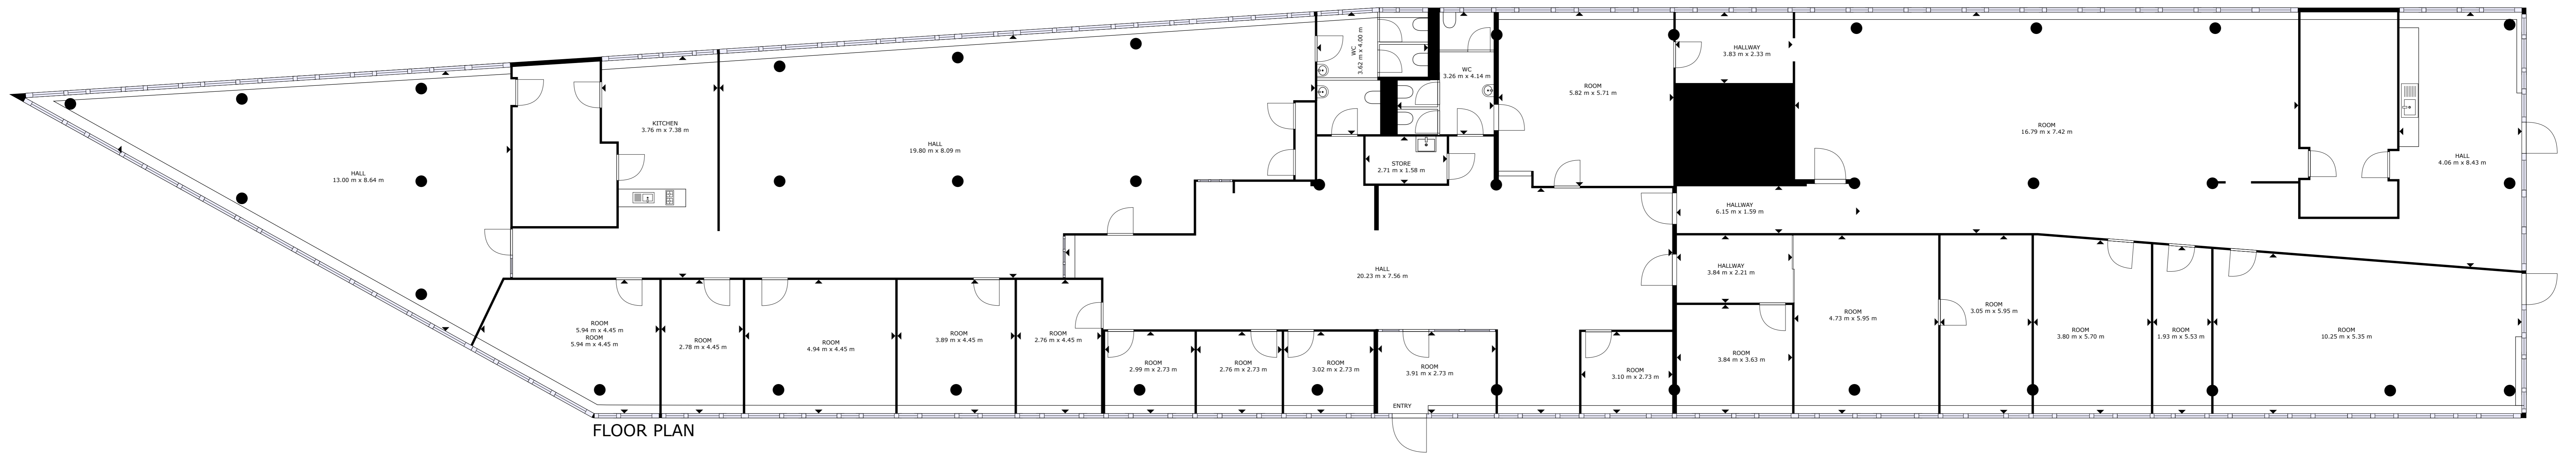 HALL
13.00 m x 8.64 m
KITCHEN
3.76 m x 7.38 m
HALL
19.80 m x 8.09 m
WC
3.62 m x 4.00 m
WC
3.26 m x 4.14 m
STORE
2.71 m x 1.58 m
ROOM
5.82 m x 5.71 m
HALLWAY
3.83 m x 2.33 m
ROOM
16.79 m x 7.42 m
HALL
4.06 m x 8.43 m
HALLWAY
6.15 m x 1.59 m
HALL
20.23 m x 7.56 m
HALLWAY
3.84 m x 2.21 m
ROOM
5.94 m x 4.45 m
ROOM
5.94 m x 4.45 m
ROOM
2.78 m x 4.45 m
ROOM
4.94 m x 4.45 m
ROOM
3.89 m x 4.45 m
ROOM
2.76 m x 4.45 m
ROOM
2.99 m x 2.73 m
ROOM
2.76 m x 2.73 m
ROOM
3.02 m x 2.73 m
ROOM
3.91 m x 2.73 m
ROOM
3.10 m x 2.73 m
ROOM
3.84 m x 3.63 m
ROOM
4.73 m x 5.95 m
ROOM
3.05 m x 5.95 m
ROOM
3.80 m x 5.70 m
ROOM
1.93 m x 5.53 m
ROOM
10.25 m x 5.35 m
ENTRY
FLOOR PLAN